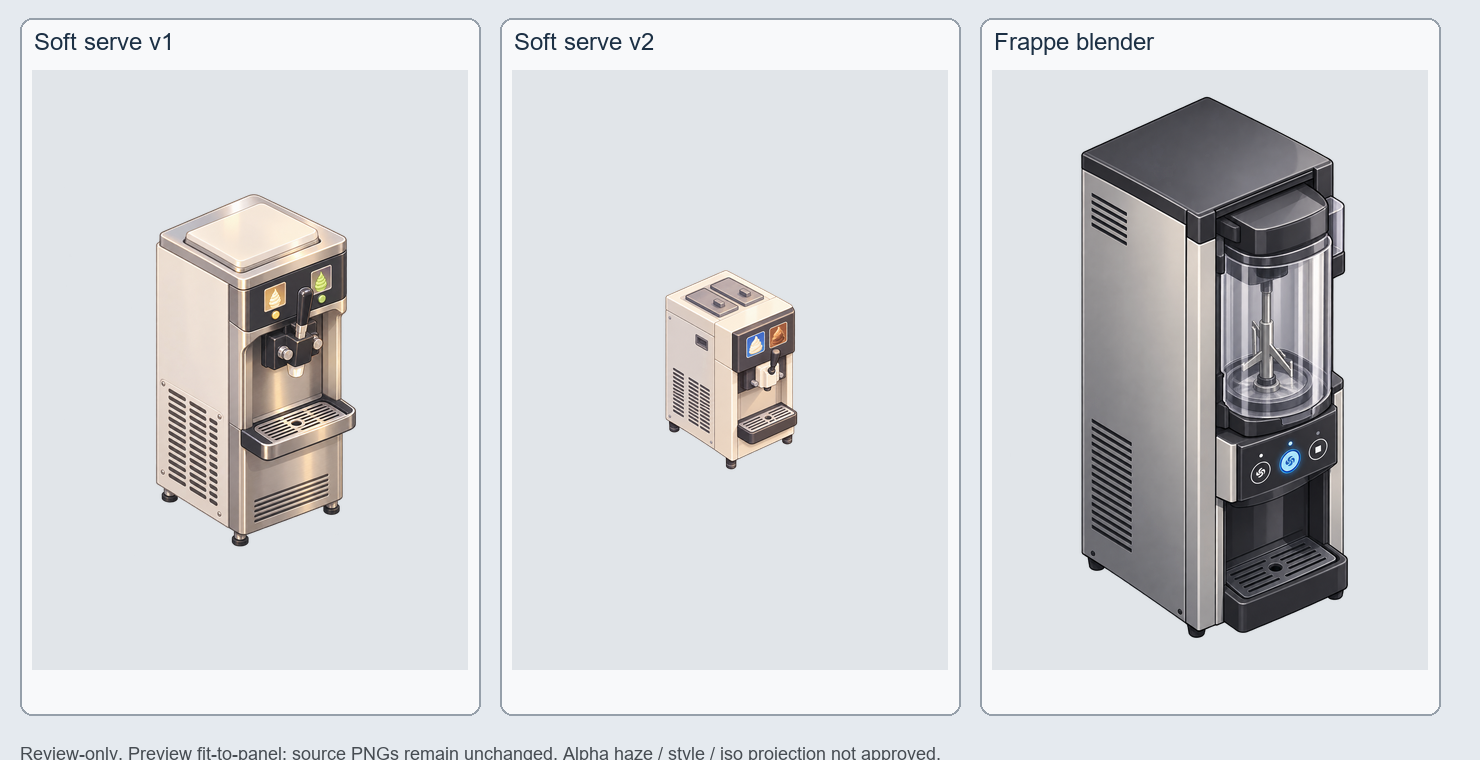 Soft serve v1
Soft serve v2
Frappe blender
Review-only. Preview fit-to-panel; source PNGs remain unchanged. Alpha haze / style / iso projection not approved.